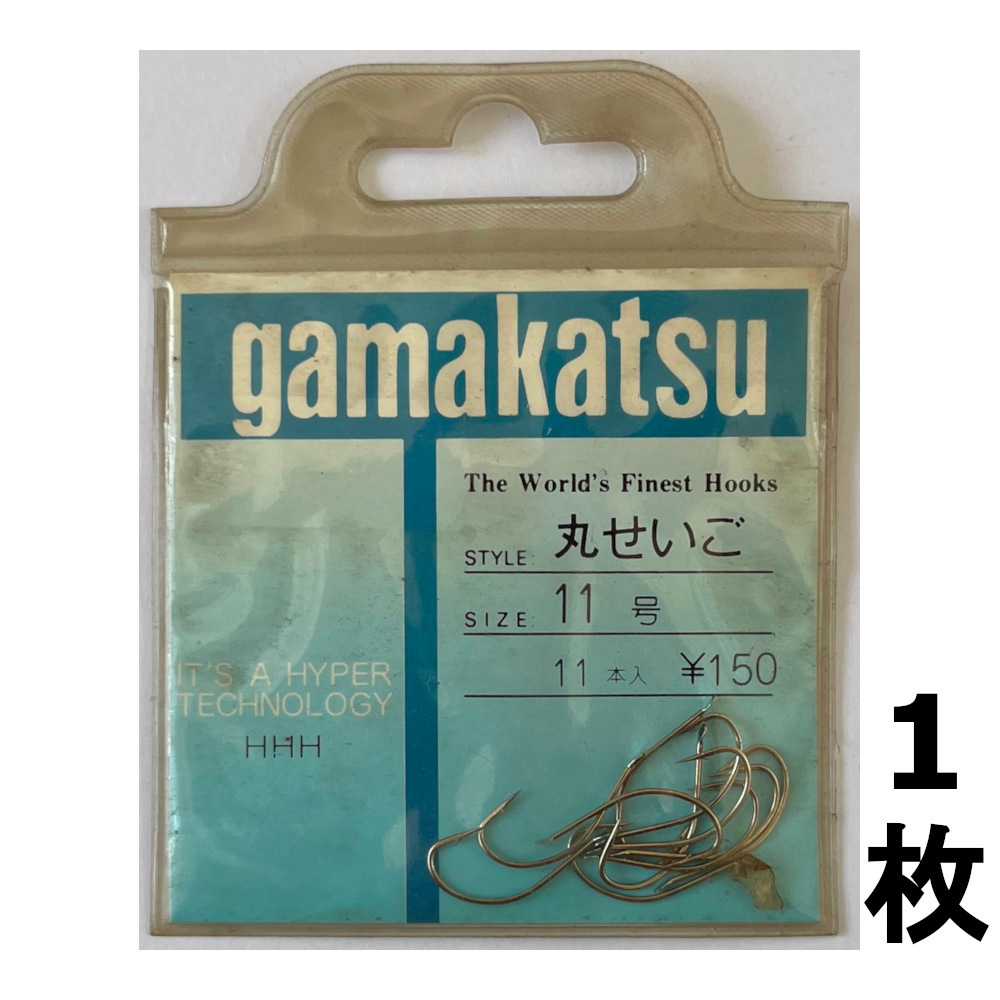 gamakatsu
The World's Finest Hooks
STYLE: 丸せいご
SIZE: 11 号
11 本入 ¥150
IT'S A HYPER
TECHNOLOGY
HHH
1
枚